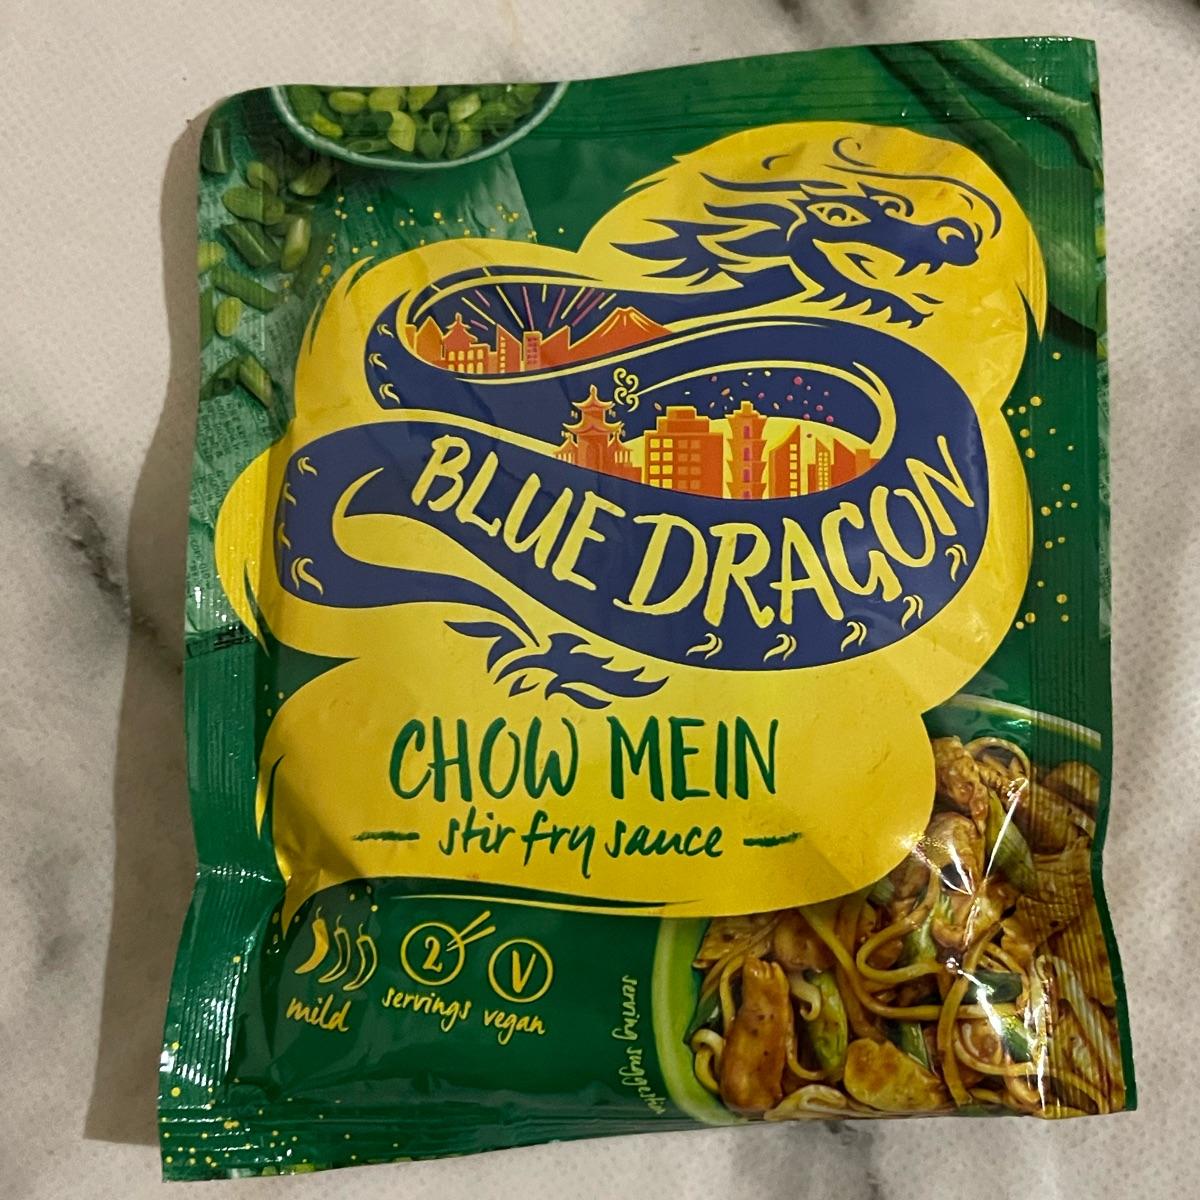 BLUE DRAGON
CHOW MEIN
stir fry sauce
mild
2
servings
V
vegan
serving suggestion